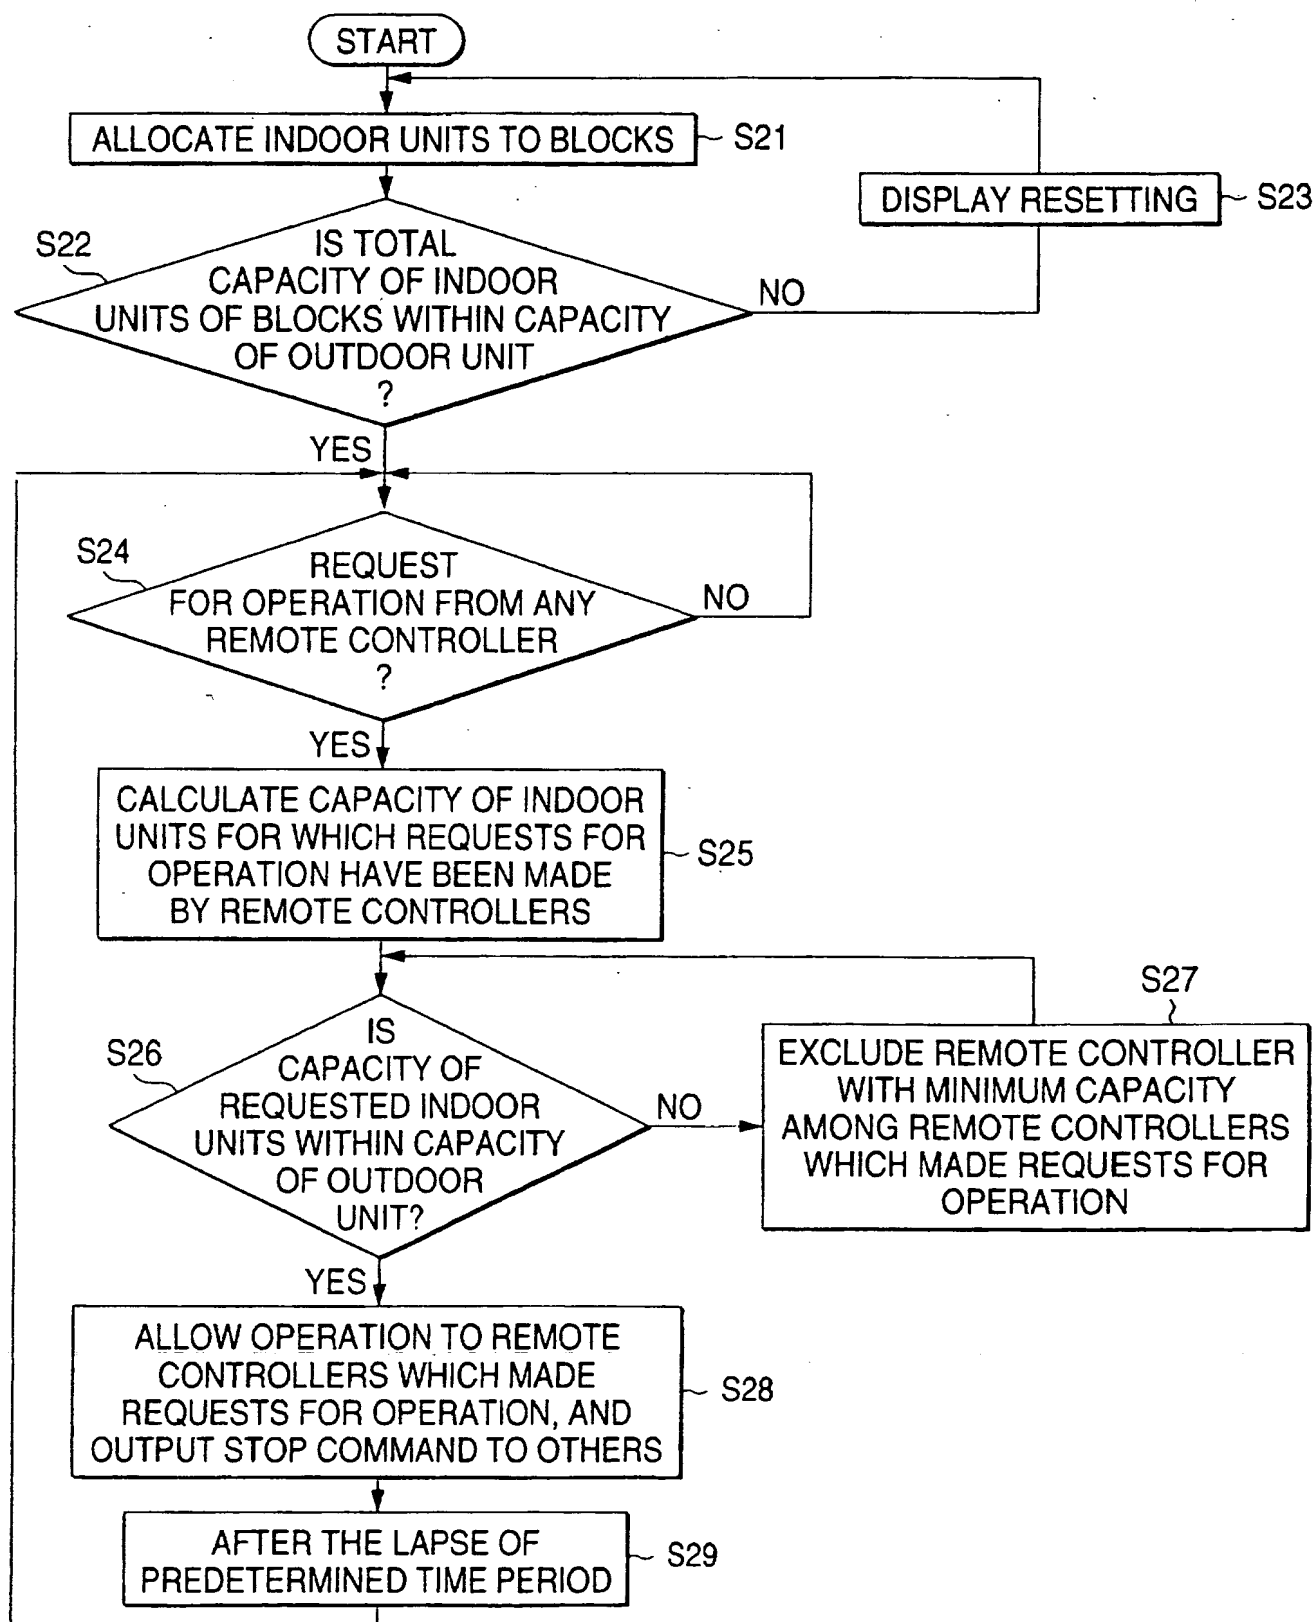 START
ALLOCATE INDOOR UNITS TO BLOCKS
S21
DISPLAY RESETTING
S23
S22
IS TOTAL
CAPACITY OF INDOOR
UNITS OF BLOCKS WITHIN CAPACITY
OF OUTDOOR UNIT
?
NO
YES
S24
REQUEST
FOR OPERATION FROM ANY
REMOTE CONTROLLER
?
NO
YES
CALCULATE CAPACITY OF INDOOR
UNITS FOR WHICH REQUESTS FOR
OPERATION HAVE BEEN MADE
BY REMOTE CONTROLLERS
S25
S26
IS
CAPACITY OF
REQUESTED INDOOR
UNITS WITHIN CAPACITY
OF OUTDOOR
UNIT?
NO
S27
EXCLUDE REMOTE CONTROLLER
WITH MINIMUM CAPACITY
AMONG REMOTE CONTROLLERS
WHICH MADE REQUESTS FOR
OPERATION
YES
ALLOW OPERATION TO REMOTE
CONTROLLERS WHICH MADE
REQUESTS FOR OPERATION, AND
OUTPUT STOP COMMAND TO OTHERS
S28
AFTER THE LAPSE OF
PREDETERMINED TIME PERIOD
S29